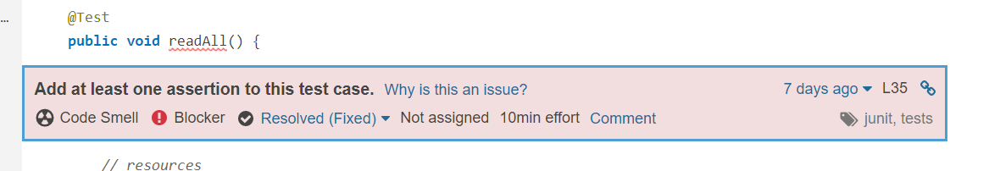 ...
@Test
public void readAll() {
Add at least one assertion to this test case. Why is this an issue? 7 days ago L35
Code Smell Blocker Resolved (Fixed) Not assigned 10min effort Comment junit, tests
// resources